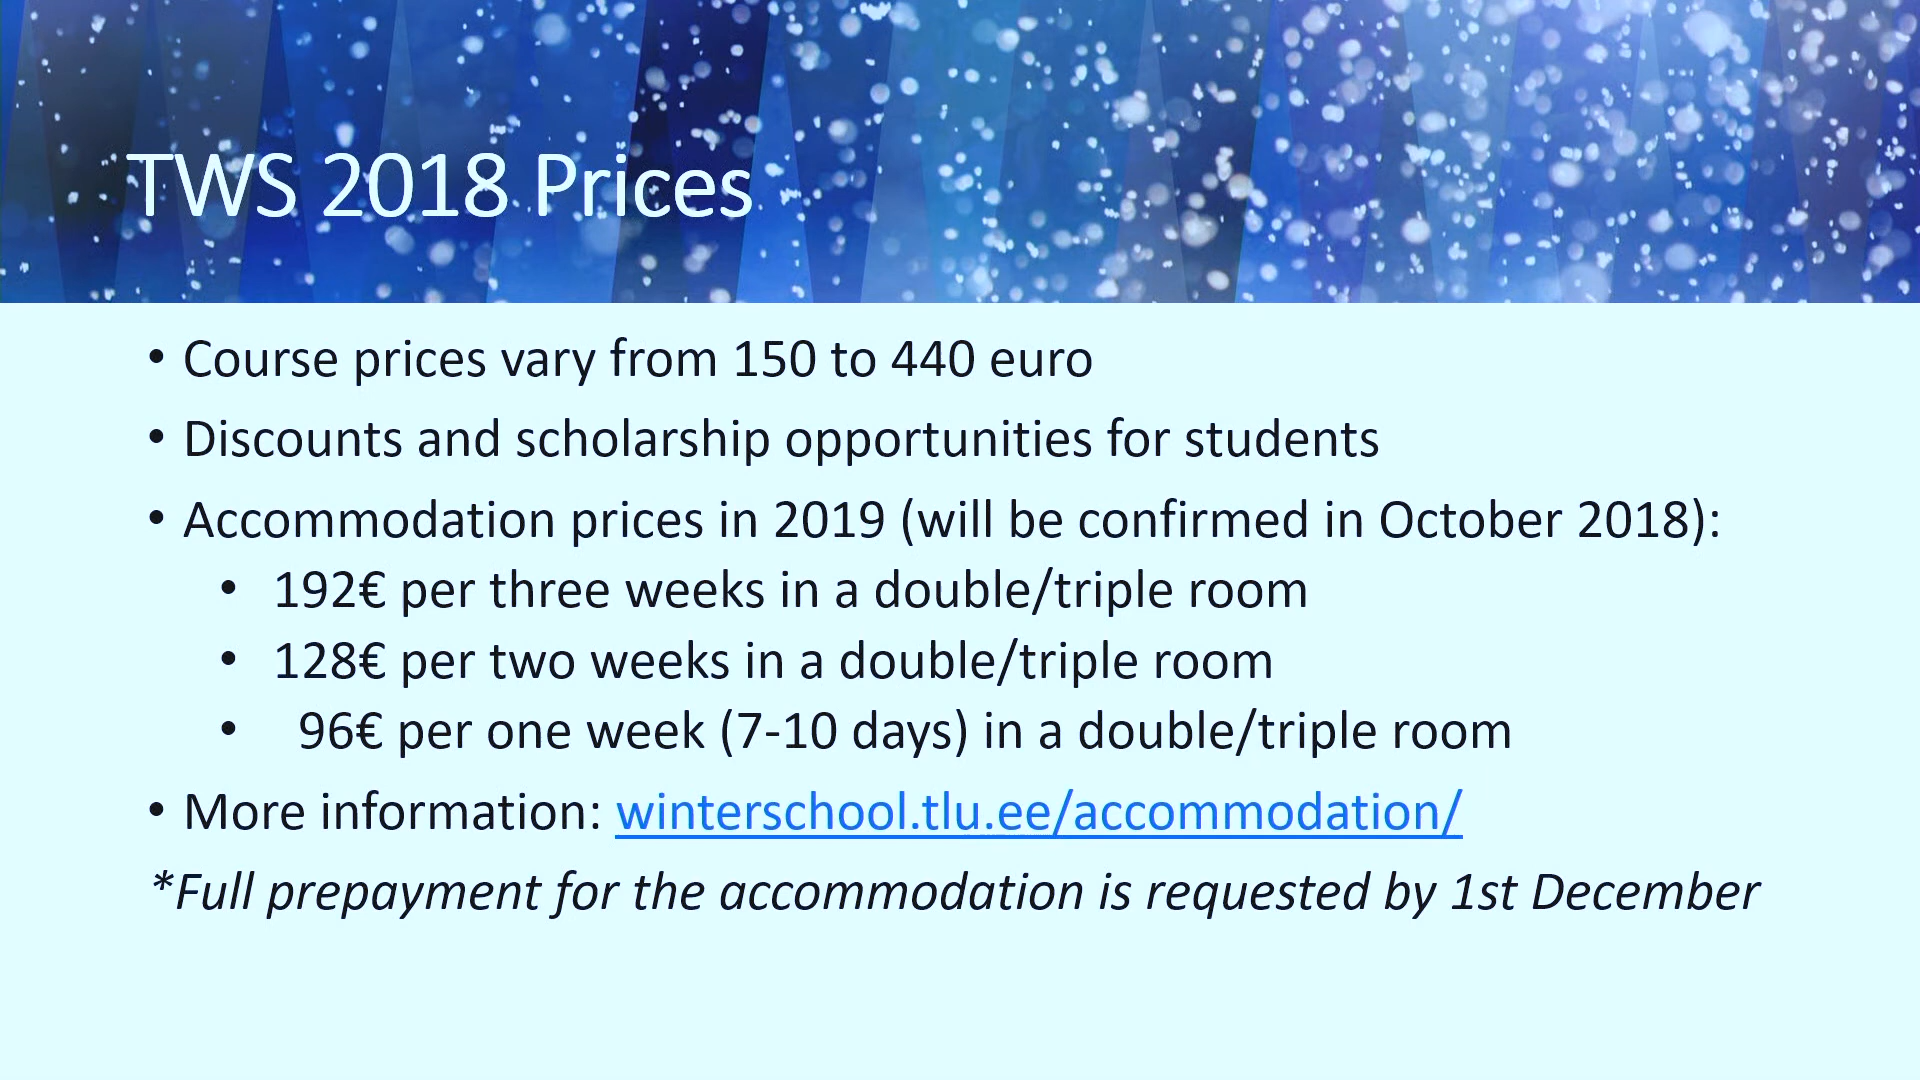 TWS 2018 Prices
• Course prices vary from 150 to 440 euro
• Discounts and scholarship opportunities for students
• Accommodation prices in 2019 (will be confirmed in October 2018):
• 192€ per three weeks in a double/triple room
• 128€ per two weeks in a double/triple room
• 96€ per one week (7-10 days) in a double/triple room
• More information: winterschool.tlu.ee/accommodation/
*Full prepayment for the accommodation is requested by 1st December